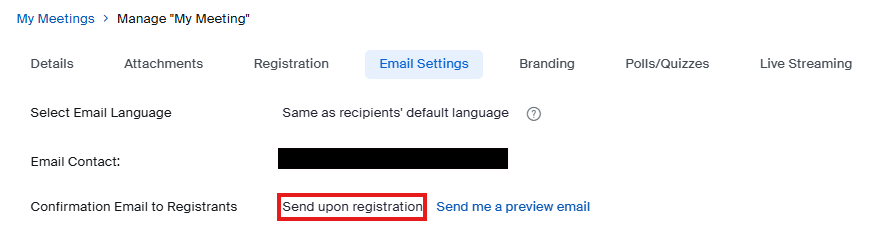 My Meetings > Manage "My Meeting"
Details Attachments Registration Email Settings Branding Polls/Quizzes Live Streaming
Select Email Language Same as recipients' default language ?
Email Contact:
Confirmation Email to Registrants Send upon registration Send me a preview email